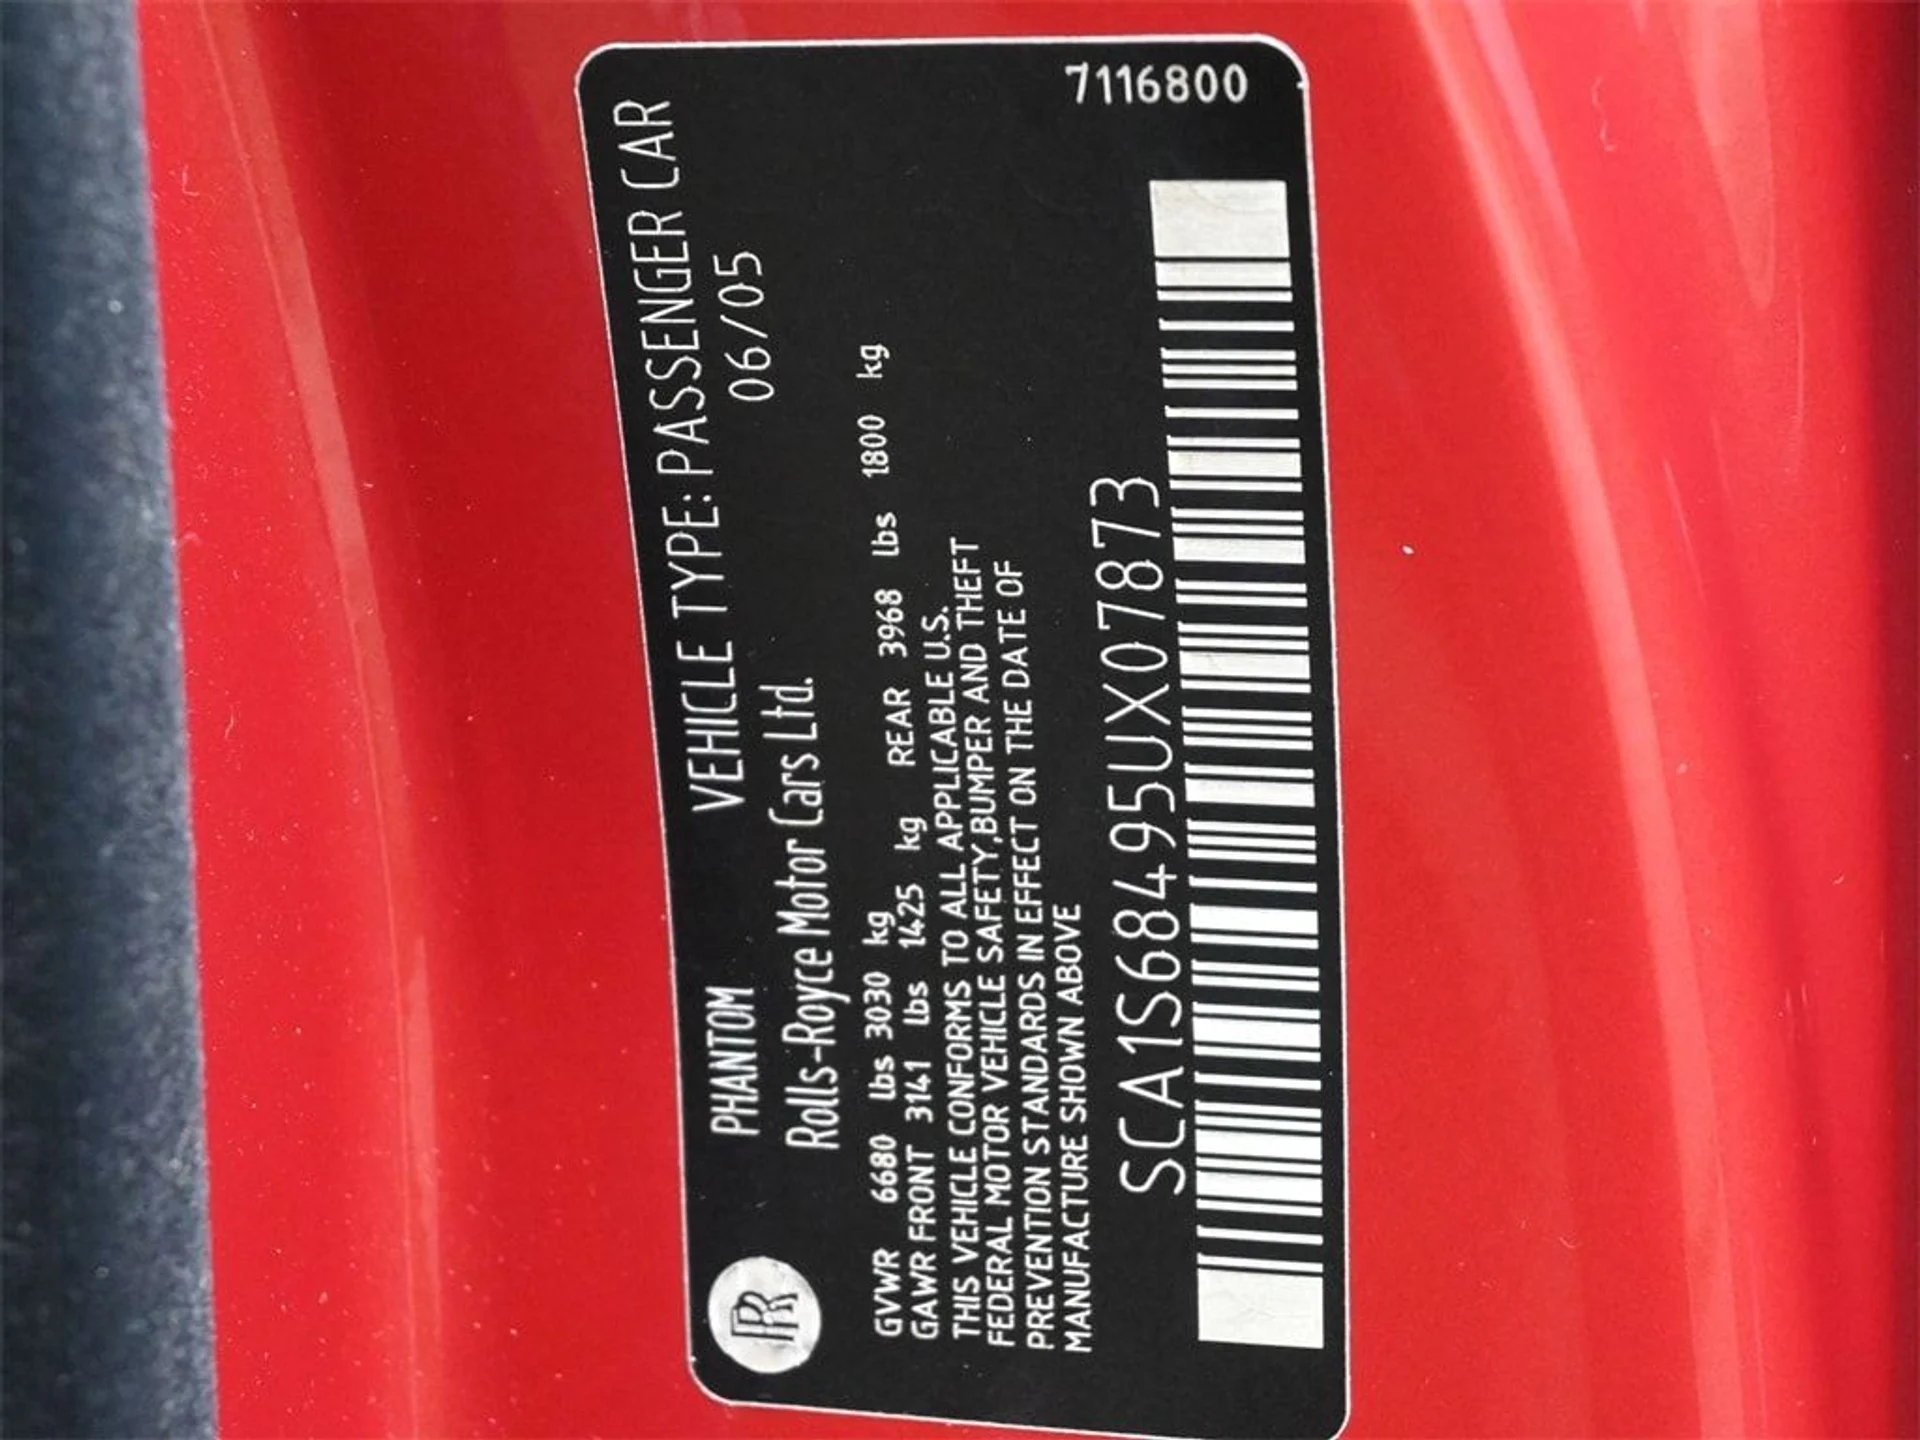 PHANTOM VEHICLE TYPE: PASSENGER CAR
Rolls-Royce Motor Cars Ltd. 06/05
GVWR 6680 lbs 3030 kg
GAWR FRONT 3141 lbs 1425 kg REAR 3968 lbs 1800 kg
THIS VEHICLE CONFORMS TO ALL APPLICABLE U.S.
FEDERAL MOTOR VEHICLE SAFETY,BUMPER AND THEFT
PREVENTION STANDARDS IN EFFECT ON THE DATE OF
MANUFACTURE SHOWN ABOVE
SCA1S68495UX07873
7116800
RR